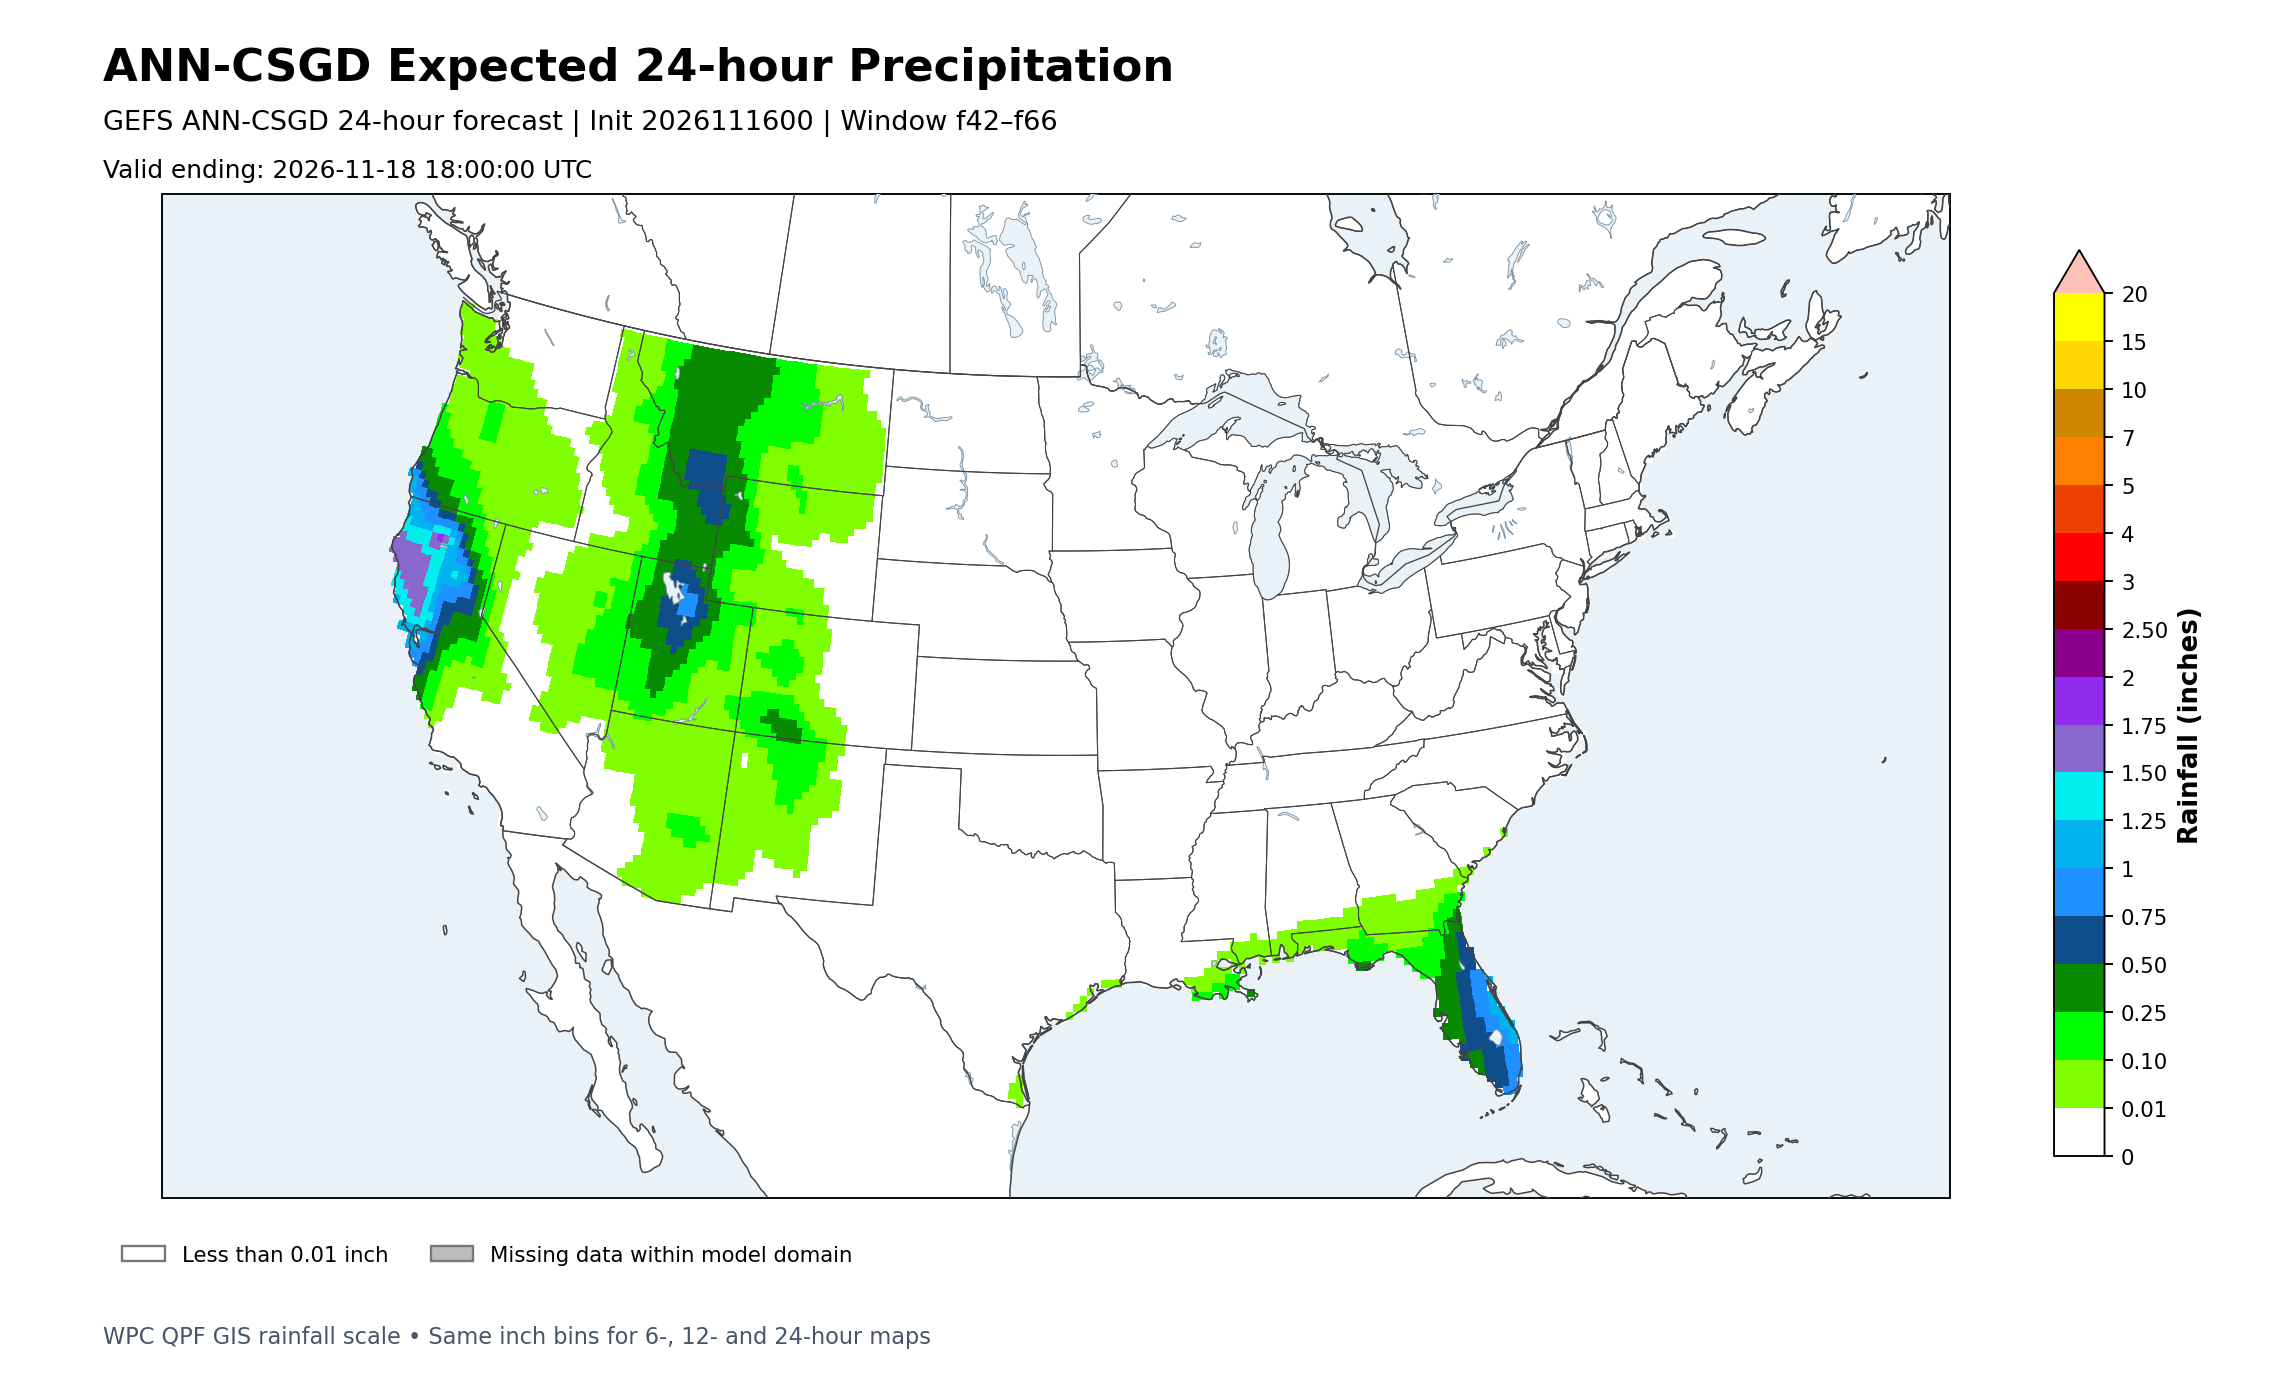 ANN-CSGD Expected 24-hour Precipitation
GEFS ANN-CSGD 24-hour forecast | Init 2026111600 | Window f42–f66
Valid ending: 2026-11-18 18:00:00 UTC
20
15
10
7
5
4
3
2.50
2
1.75
1.50
1.25
1
0.75
0.50
0.25
0.10
0.01
0
Rainfall (inches)
Less than 0.01 inch
Missing data within model domain
WPC QPF GIS rainfall scale • Same inch bins for 6-, 12- and 24-hour maps